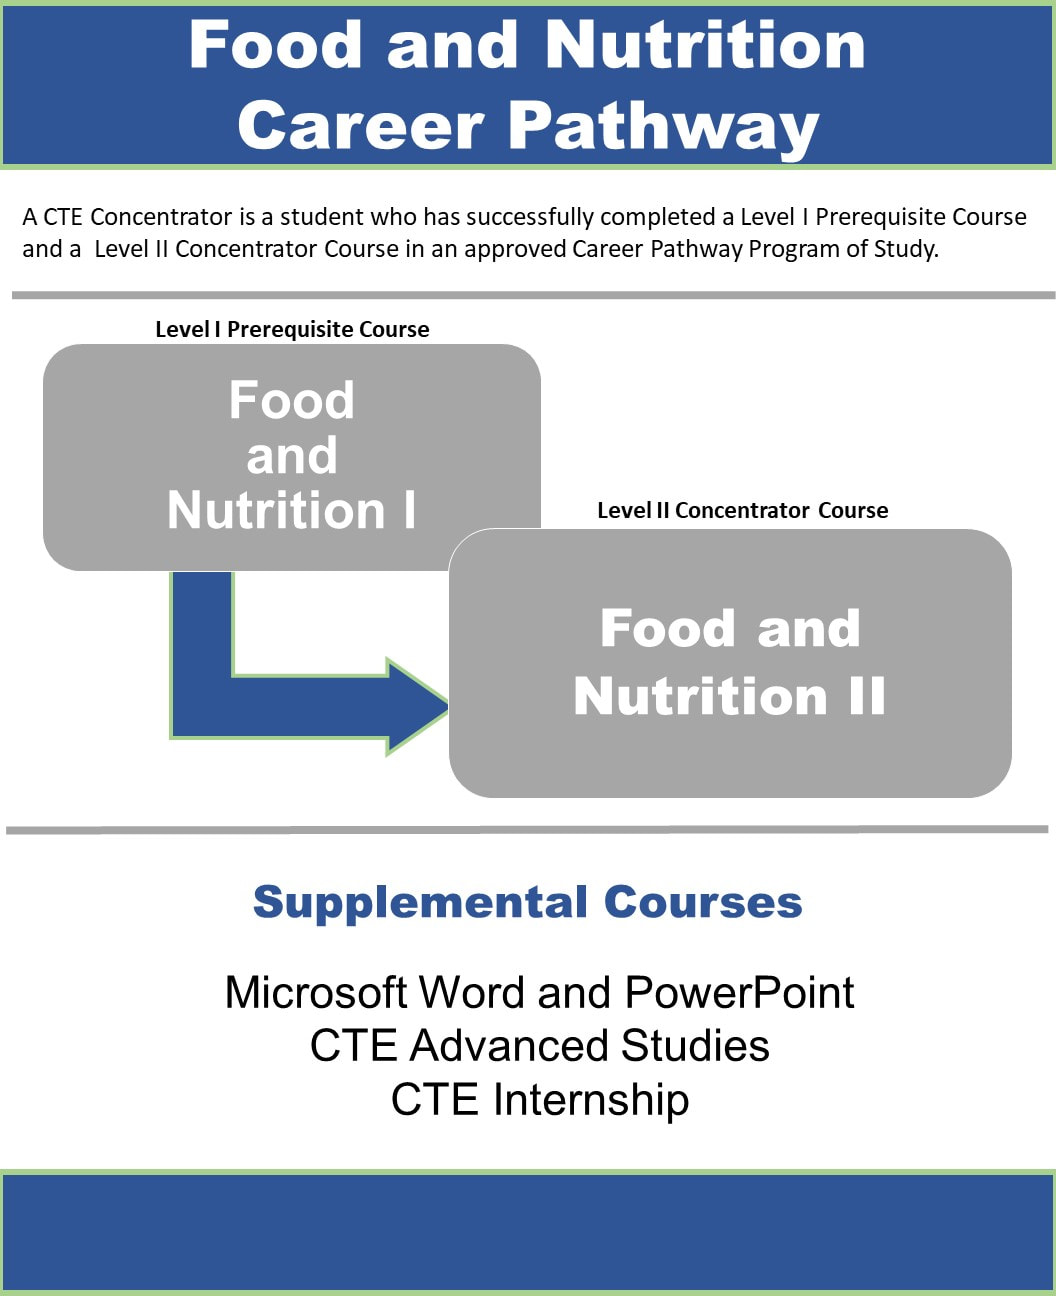 Food and Nutrition
Career Pathway
A CTE Concentrator is a student who has successfully completed a Level I Prerequisite Course
and a  Level II Concentrator Course in an approved Career Pathway Program of Study.
Level I Prerequisite Course
Food
and
Nutrition I
Level II Concentrator Course
Food and
Nutrition II
Supplemental Courses
Microsoft Word and PowerPoint
CTE Advanced Studies
CTE Internship